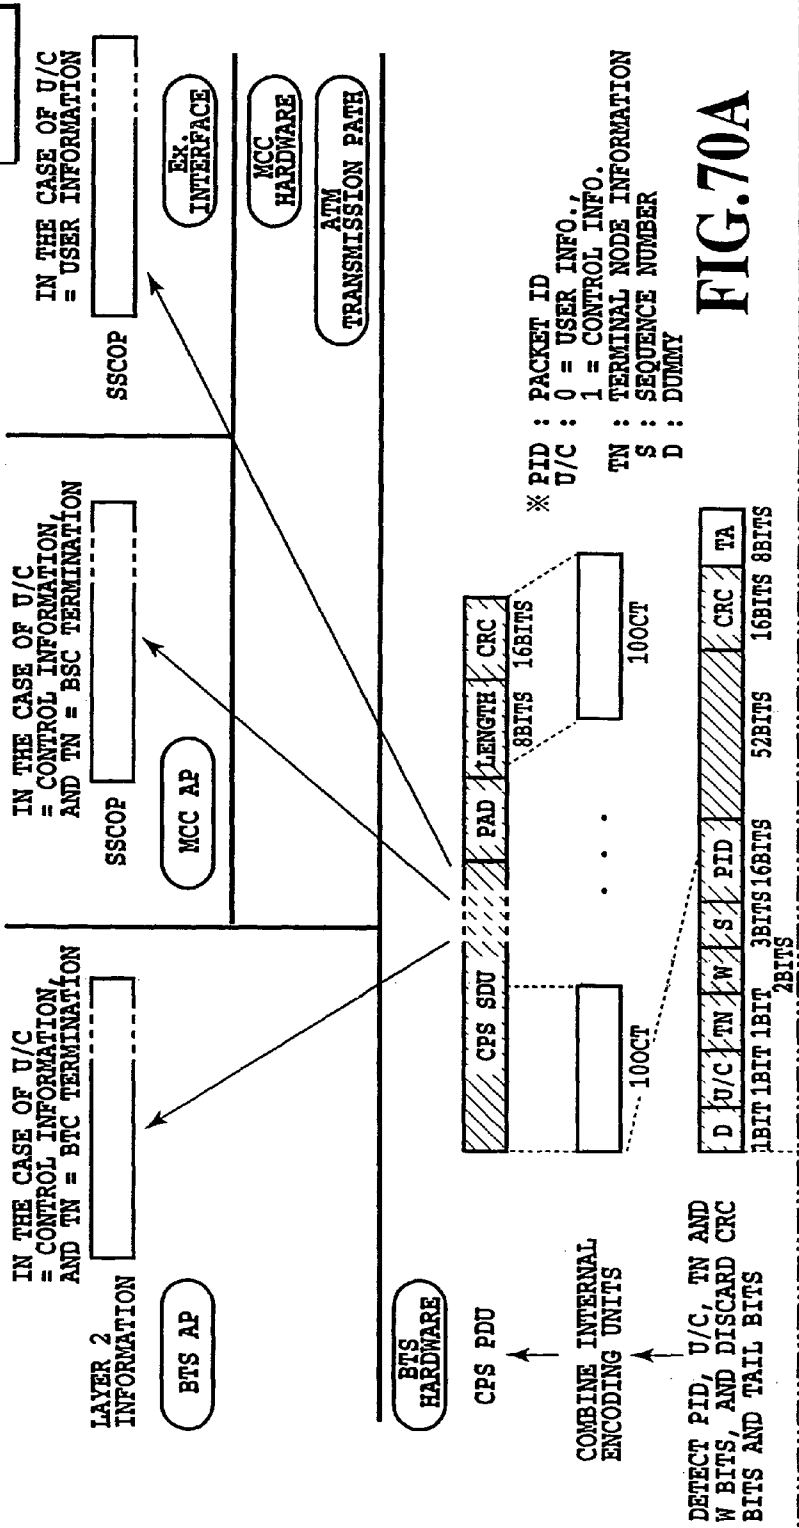 IN THE CASE OF U/C
= CONTROL INFORMATION,
AND TN = BTC TERMINATION
IN THE CASE OF U/C
= CONTROL INFORMATION,
AND TN = BSC TERMINATION
IN THE CASE OF U/C
= USER INFORMATION
LAYER 2
INFORMATION
SSCOP
SSCOP
BTS AP
MCC AP
Ex.
INTERFACE
MCC
HARDWARE
ATM
TRANSMISSION PATH
BTS
HARDWARE
CPS PDU
CPS SDU
PAD
LENGTH
CRC
8BITS
16BITS
COMBINE INTERNAL
ENCODING UNITS
10OCT
. . .
10OCT
※ PID : PACKET ID
U/C : 0 = USER INFO.,
1 = CONTROL INFO.
TN : TERMINAL NODE INFORMATION
S : SEQUENCE NUMBER
D : DUMMY
DETECT PID, U/C, TN AND
W BITS, AND DISCARD CRC
BITS AND TAIL BITS
D
U/C
TN
W
S
PID
CRC
TA
1BIT
1BIT
1BIT
2BITS
3BITS
16BITS
52BITS
16BITS
8BITS
FIG.70A